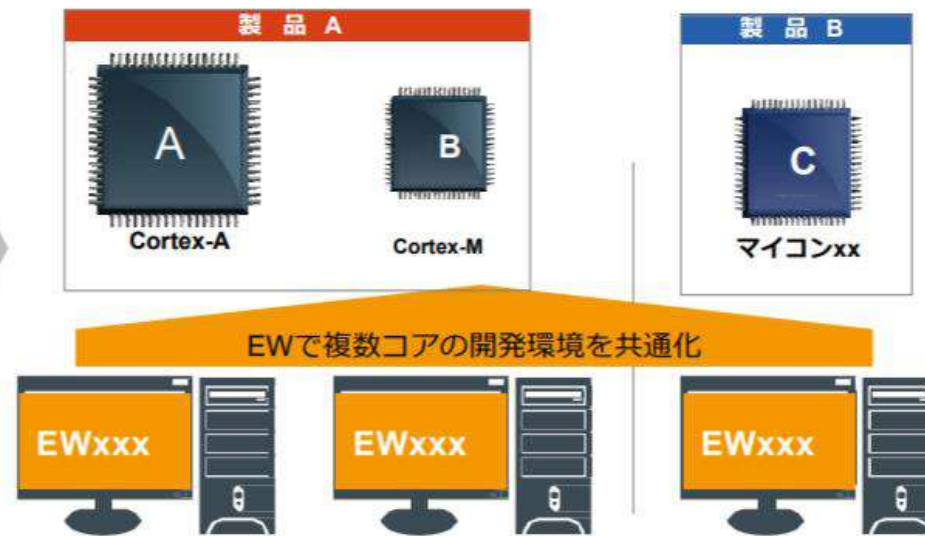 製 品 A
製 品 B
A
B
C
Cortex-A
Cortex-M
マイコンxx
EWで複数コアの開発環境を共通化
EWxxx
EWxxx
EWxxx